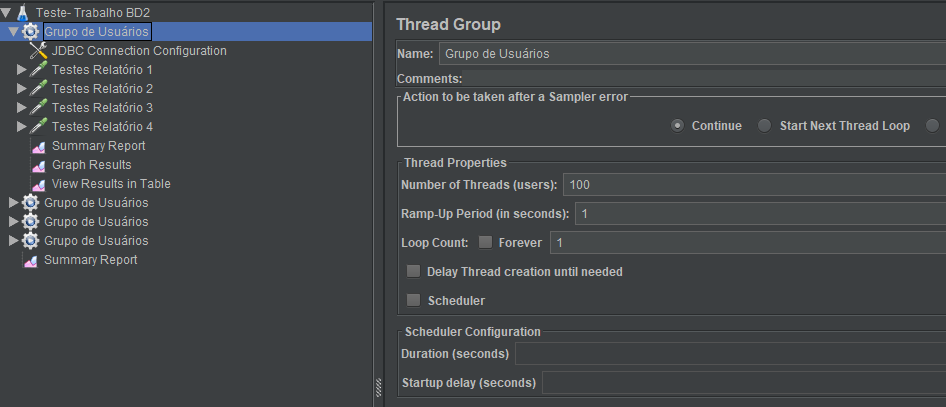 Teste- Trabalho BD2
Grupo de Usuários
JDBC Connection Configuration
Testes Relatório 1
Testes Relatório 2
Testes Relatório 3
Testes Relatório 4
Summary Report
Graph Results
View Results in Table
Grupo de Usuários
Grupo de Usuários
Grupo de Usuários
Summary Report
Thread Group
Name: Grupo de Usuários
Comments:
Action to be taken after a Sampler error
Continue Start Next Thread Loop
Thread Properties
Number of Threads (users): 100
Ramp-Up Period (in seconds): 1
Loop Count: Forever 1
Delay Thread creation until needed
Scheduler
Scheduler Configuration
Duration (seconds)
Startup delay (seconds)